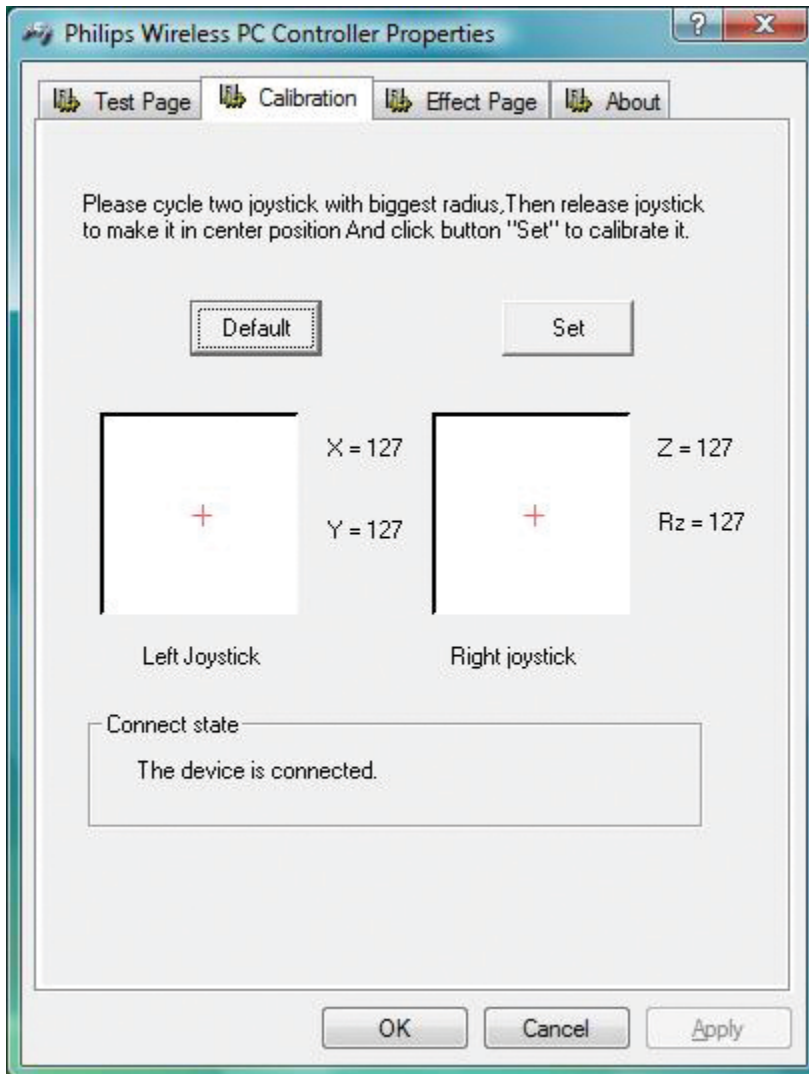 Philips Wireless PC Controller Properties
Test Page
Calibration
Effect Page
About
Please cycle two joystick with biggest radius,Then release joystick
to make it in center position And click button "Set" to calibrate it.
Default
Set
X = 127
Y = 127
Z = 127
Rz = 127
Left Joystick
Right joystick
Connect state
The device is connected.
OK
Cancel
Apply